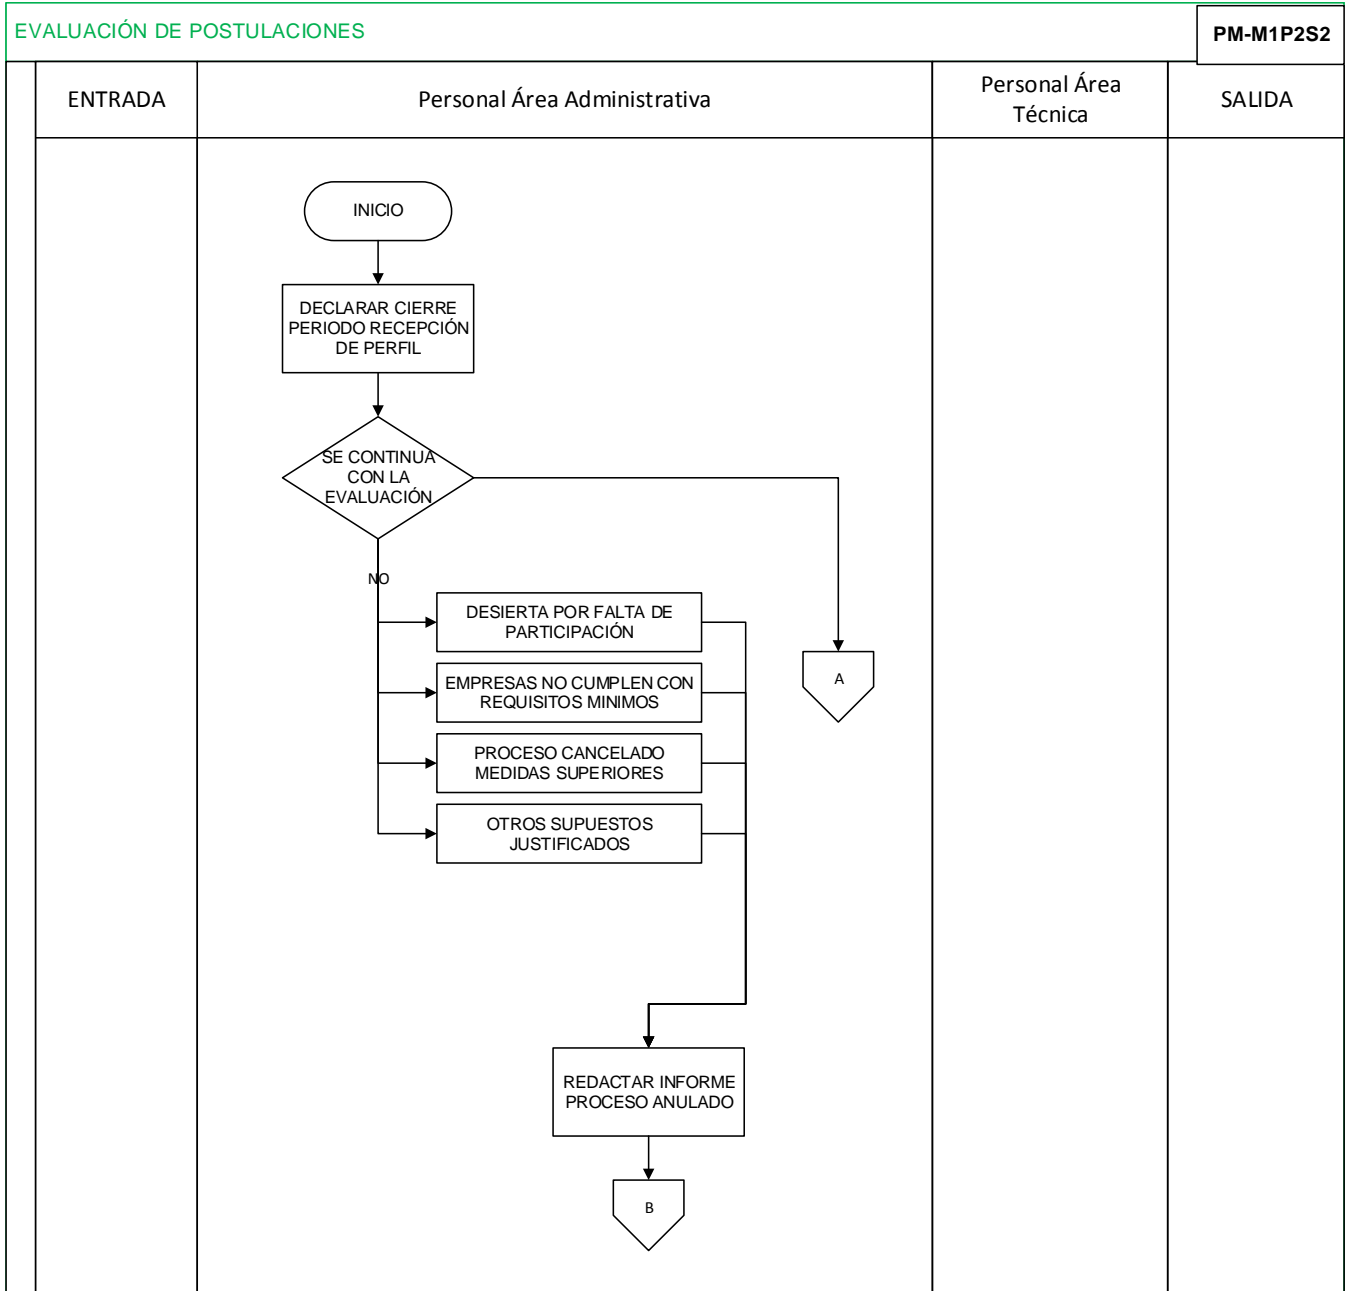 EVALUACIÓN DE POSTULACIONES
PM-M1P2S2
ENTRADA
Personal Área Administrativa
Personal Área
Técnica
SALIDA
INICIO
DECLARAR CIERRE
PERIODO RECEPCIÓN
DE PERFIL
SE CONTINUA
CON LA
EVALUACIÓN
NO
DESIERTA POR FALTA DE
PARTICIPACIÓN
EMPRESAS NO CUMPLEN CON
REQUISITOS MINIMOS
A
PROCESO CANCELADO
MEDIDAS SUPERIORES
OTROS SUPUESTOS
JUSTIFICADOS
REDACTAR INFORME
PROCESO ANULADO
B